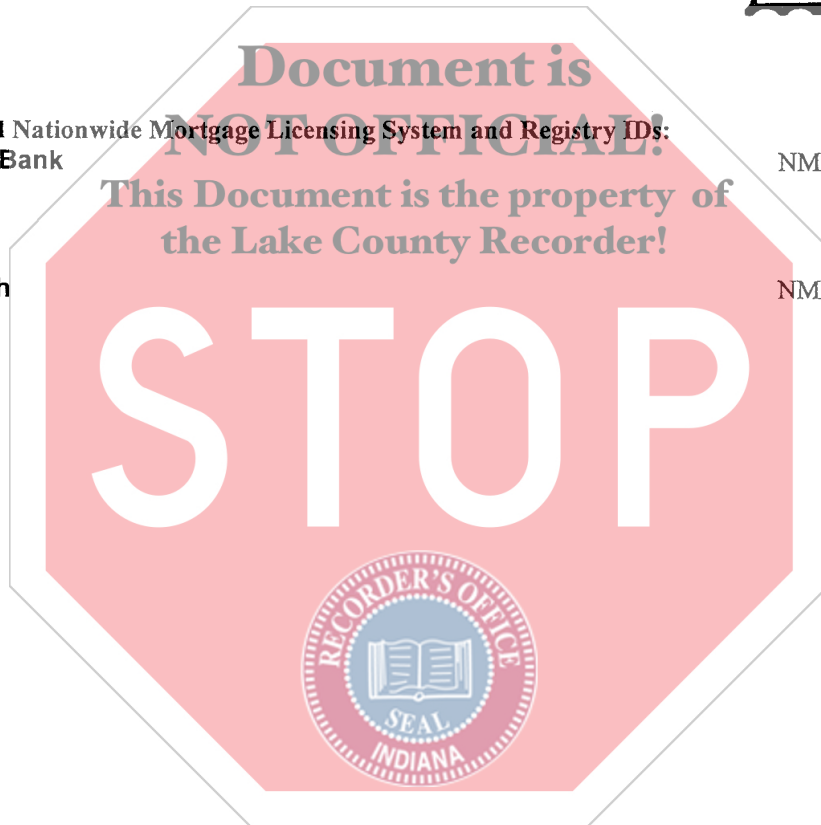 Document is
Nationwide Mortgage Licensing System and Registry IDs:
NOT OFFICIAL!
Bank NM
This Document is the property of
the Lake County Recorder!
h NM
STOP
RECORDER'S OFFICE
SEAL
INDIANA